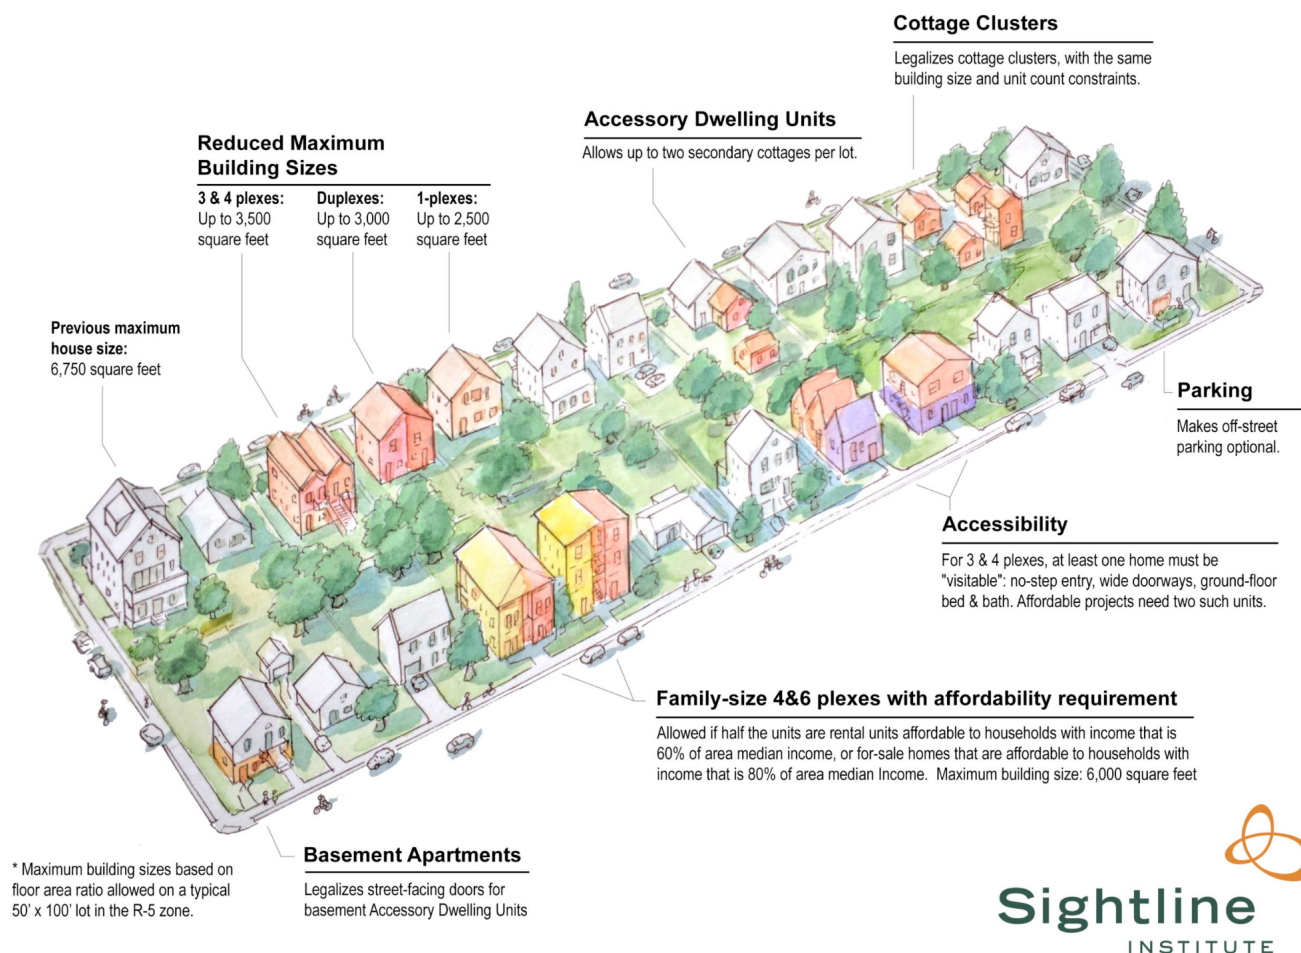 Cottage Clusters
Legalizes cottage clusters, with the same
building size and unit count constraints.
Accessory Dwelling Units
Allows up to two secondary cottages per lot.
Reduced Maximum
Building Sizes
3 & 4 plexes:
Up to 3,500
square feet
Duplexes:
Up to 3,000
square feet
1-plexes:
Up to 2,500
square feet
Previous maximum
house size:
6,750 square feet
Parking
Makes off-street
parking optional.
Accessibility
For 3 & 4 plexes, at least one home must be
"visitable": no-step entry, wide doorways, ground-floor
bed & bath. Affordable projects need two such units.
Family-size 4&6 plexes with affordability requirement
Allowed if half the units are rental units affordable to households with income that is
60% of area median income, or for-sale homes that are affordable to households with
income that is 80% of area median Income. Maximum building size: 6,000 square feet
Basement Apartments
Legalizes street-facing doors for
basement Accessory Dwelling Units
* Maximum building sizes based on
floor area ratio allowed on a typical
50' x 100' lot in the R-5 zone.
Sightline
INSTITUTE